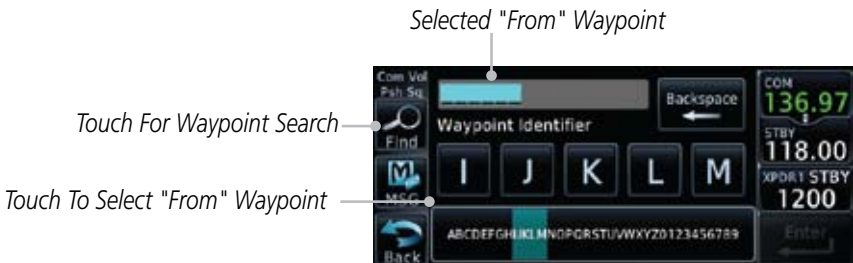 Selected "From" Waypoint
Com Vol
Psh Sq
Touch For Waypoint Search
Find
Backspace
Waypoint Identifier
COM
136.97
STBY
118.00
I J K L M
MSG
Touch To Select "From" Waypoint
XPDR1 STBY
1200
ABCDEFGHIJKLMNOPQRSTUVWXYZ0123456789
Back
Enter